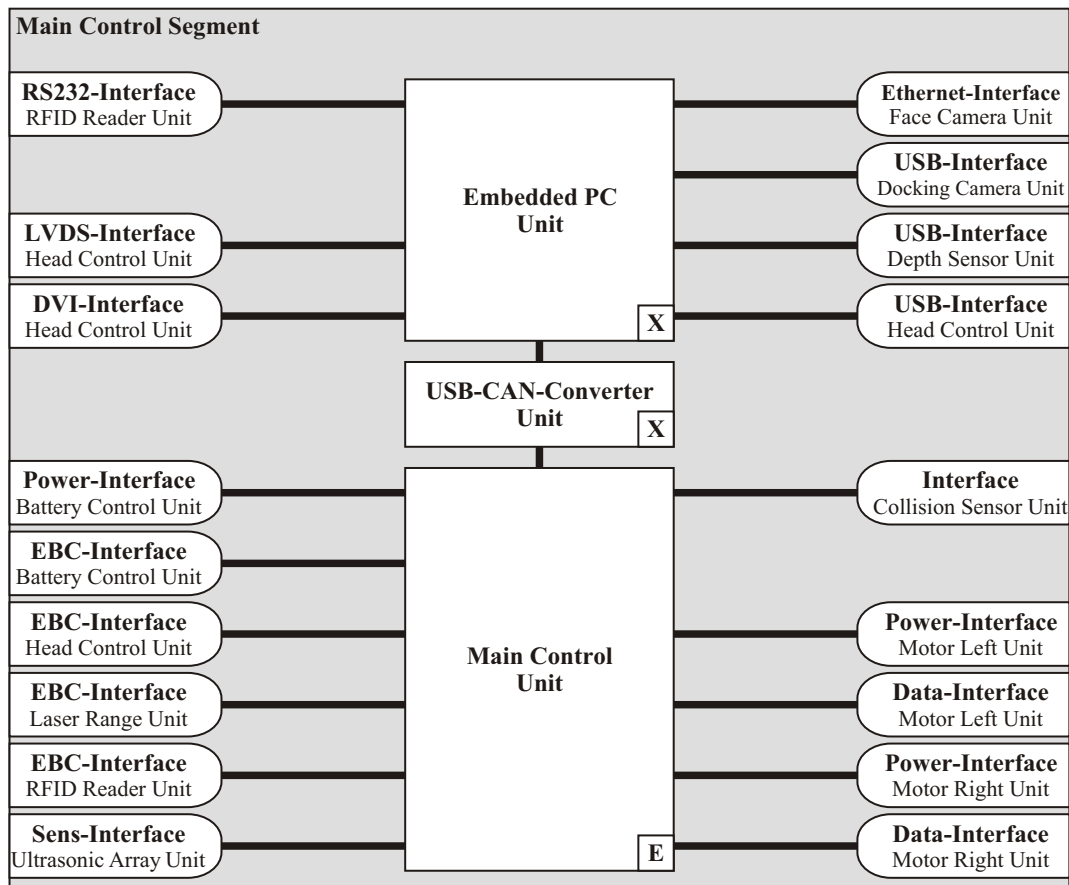 Main Control Segment
RS232-Interface
RFID Reader Unit
LVDS-Interface
Head Control Unit
DVI-Interface
Head Control Unit
Embedded PC
Unit
X
Ethernet-Interface
Face Camera Unit
USB-Interface
Docking Camera Unit
USB-Interface
Depth Sensor Unit
USB-Interface
Head Control Unit
USB-CAN-Converter
Unit
X
Power-Interface
Battery Control Unit
EBC-Interface
Battery Control Unit
EBC-Interface
Head Control Unit
EBC-Interface
Laser Range Unit
EBC-Interface
RFID Reader Unit
Sens-Interface
Ultrasonic Array Unit
Main Control
Unit
E
Interface
Collision Sensor Unit
Power-Interface
Motor Left Unit
Data-Interface
Motor Left Unit
Power-Interface
Motor Right Unit
Data-Interface
Motor Right Unit